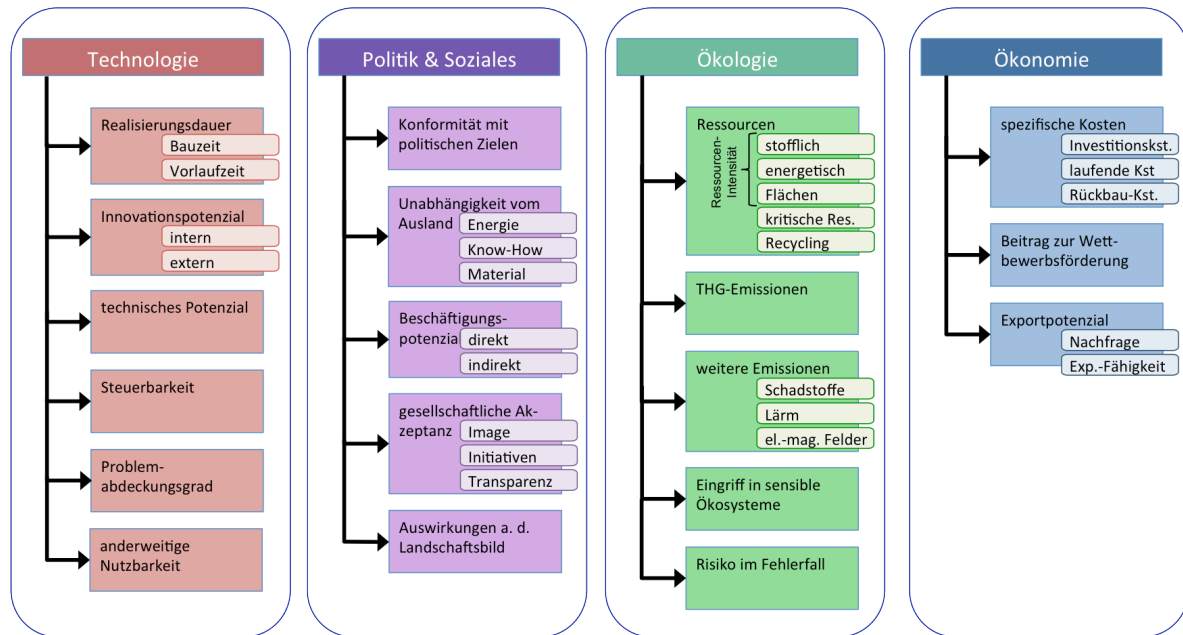 Technologie
Realisierungsdauer
Bauzeit
Vorlaufzeit
Innovationspotenzial
intern
extern
technisches Potenzial
Steuerbarkeit
Problem-
abdeckungsgrad
anderweitige
Nutzbarkeit
Politik & Soziales
Konformität mit
politischen Zielen
Unabhängigkeit vom
Ausland
Energie
Know-How
Material
Beschäftigungs-
potenzial
direkt
indirekt
gesellschaftliche Ak-
zeptanz
Image
Initiativen
Transparenz
Auswirkungen a. d.
Landschaftsbild
Ökologie
Ressourcen
Ressourcen-
Intensität
stofflich
energetisch
Flächen
kritische Res.
Recycling
THG-Emissionen
weitere Emissionen
Schadstoffe
Lärm
el.-mag. Felder
Eingriff in sensible
Ökosysteme
Risiko im Fehlerfall
Ökonomie
spezifische Kosten
Investitionskst.
laufende Kst
Rückbau-Kst.
Beitrag zur Wett-
bewerbsförderung
Exportpotenzial
Nachfrage
Exp.-Fähigkeit